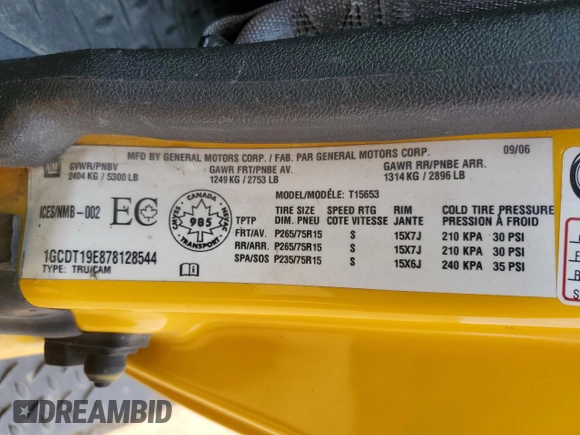 GM
MFD BY GENERAL MOTORS CORP. / FAB. PAR GENERAL MOTORS CORP. 09/06
GVWR/PNBV GAWR FRT/PNBE AV. GAWR RR/PNBE ARR.
2404 KG / 5300 LB 1249 KG / 2753 LB 1314 KG / 2896 LB
MODEL/MODÉLE: T15653
ICES/NMB-002 EC
CANADA
985
TRANSPORT
TIRE SIZE SPEED RTG RIM COLD TIRE PRESSURE
TPTP DIM. PNEU COTE VITESSE JANTE PRESSION À FROID
FRT/AV. P265/75R15 S 15X7J 210 KPA 30 PSI
RR/ARR. P265/75R15 S 15X7J 210 KPA 30 PSI
SPA/SOS P235/75R15 S 15X6J 240 KPA 35 PSI
1GCDT19E878128544
TYPE: TRU/CAM
DREAMBID